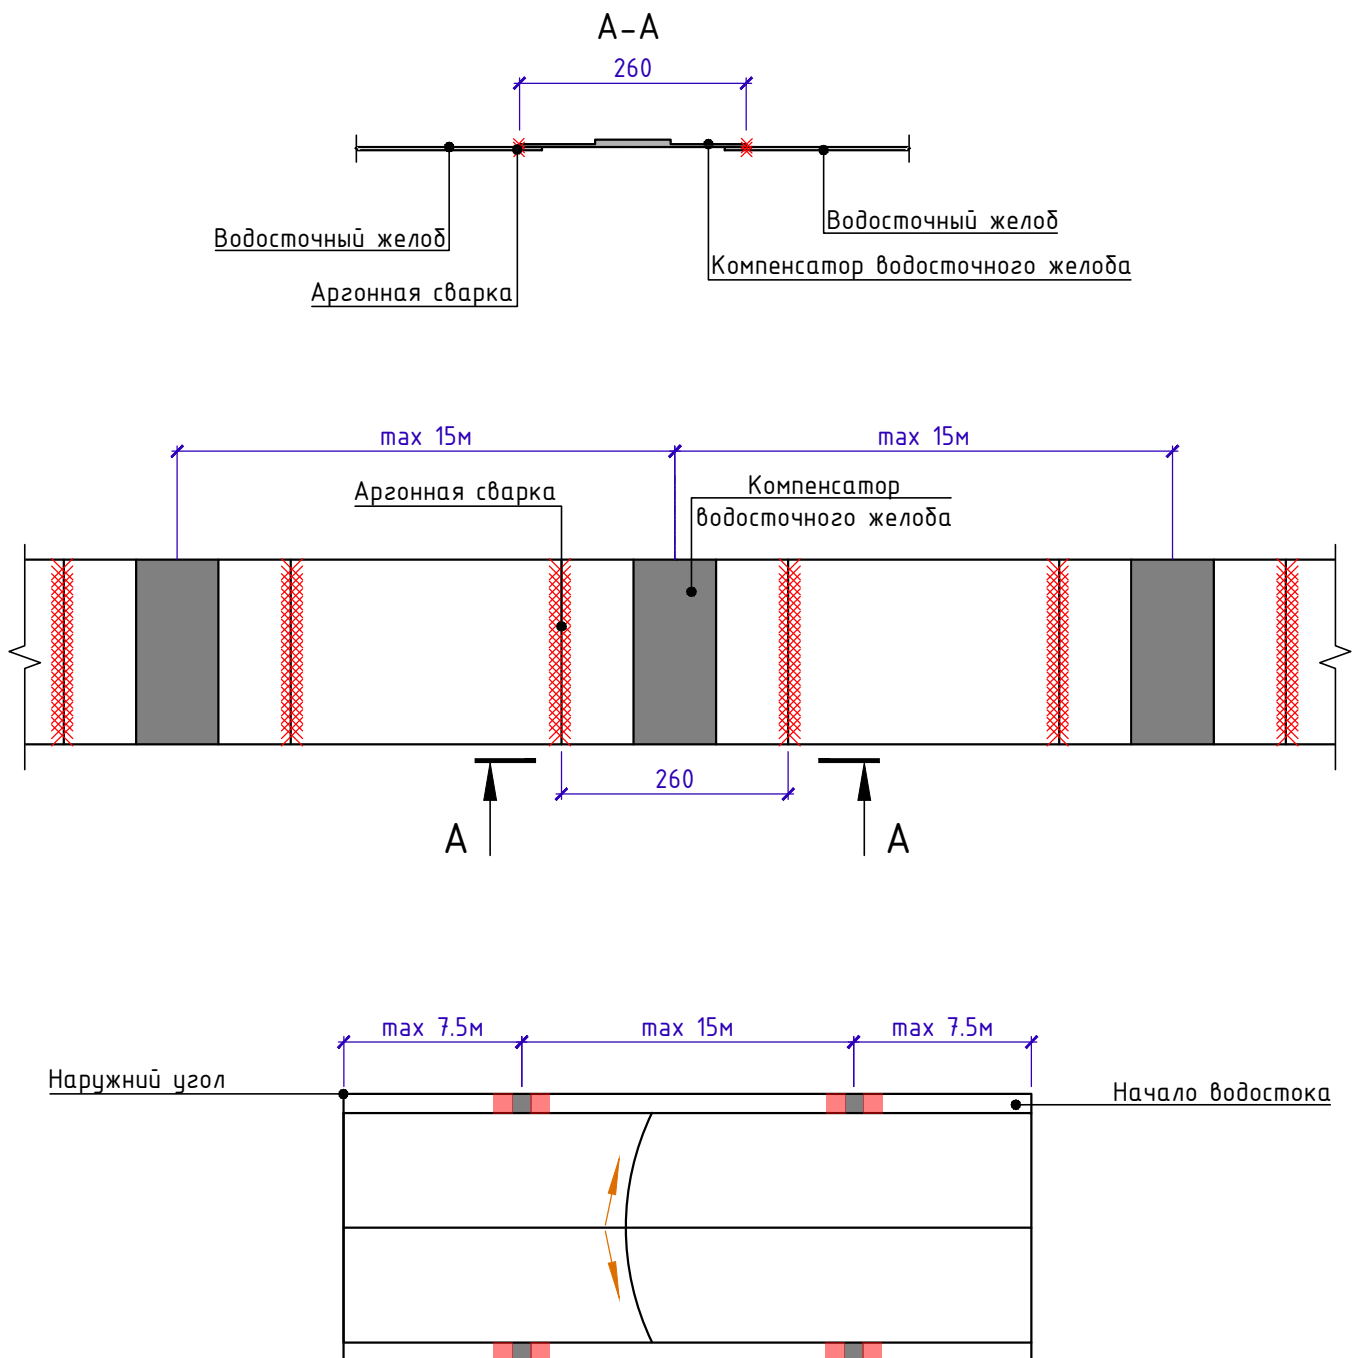 А-А
260
Водосточный желоб
Водосточный желоб
Компенсатор водосточного желоба
Аргонная сварка
max 15м
max 15м
Аргонная сварка
Компенсатор
водосточного желоба
260
А
А
max 7.5м
max 15м
max 7.5м
Наружний угол
Начало водостока